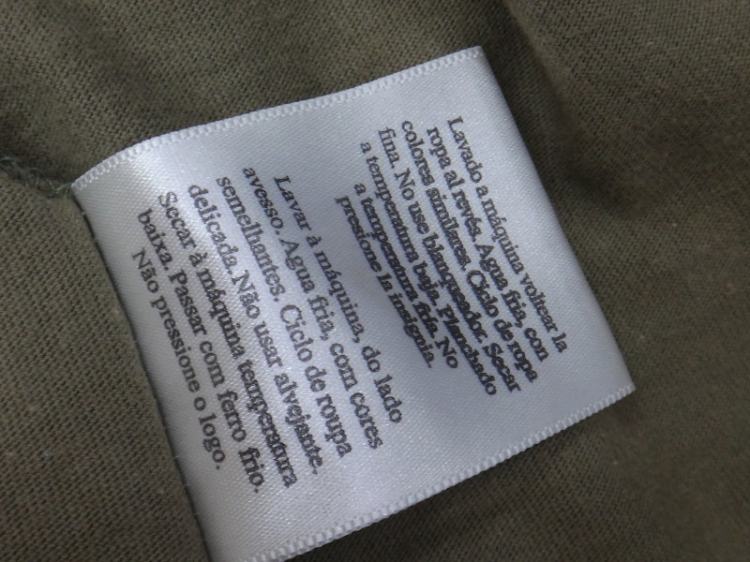 Lavado a máquina voltear la
ropa al revés. Agua fría, con
colores similares. Ciclo de ropa
fina. No use blanqueador. Secar
a temperatura baja. Planchado
a temperatura fría. No
presione la insignia.
Lavar à máquina, do lado
avesso. Agua fria, com cores
semelhantes. Ciclo de roupa
delicada. Não usar alvejante.
Secar à máquina temperatura
baixa. Passar com ferro frio.
Não pressione o logo.